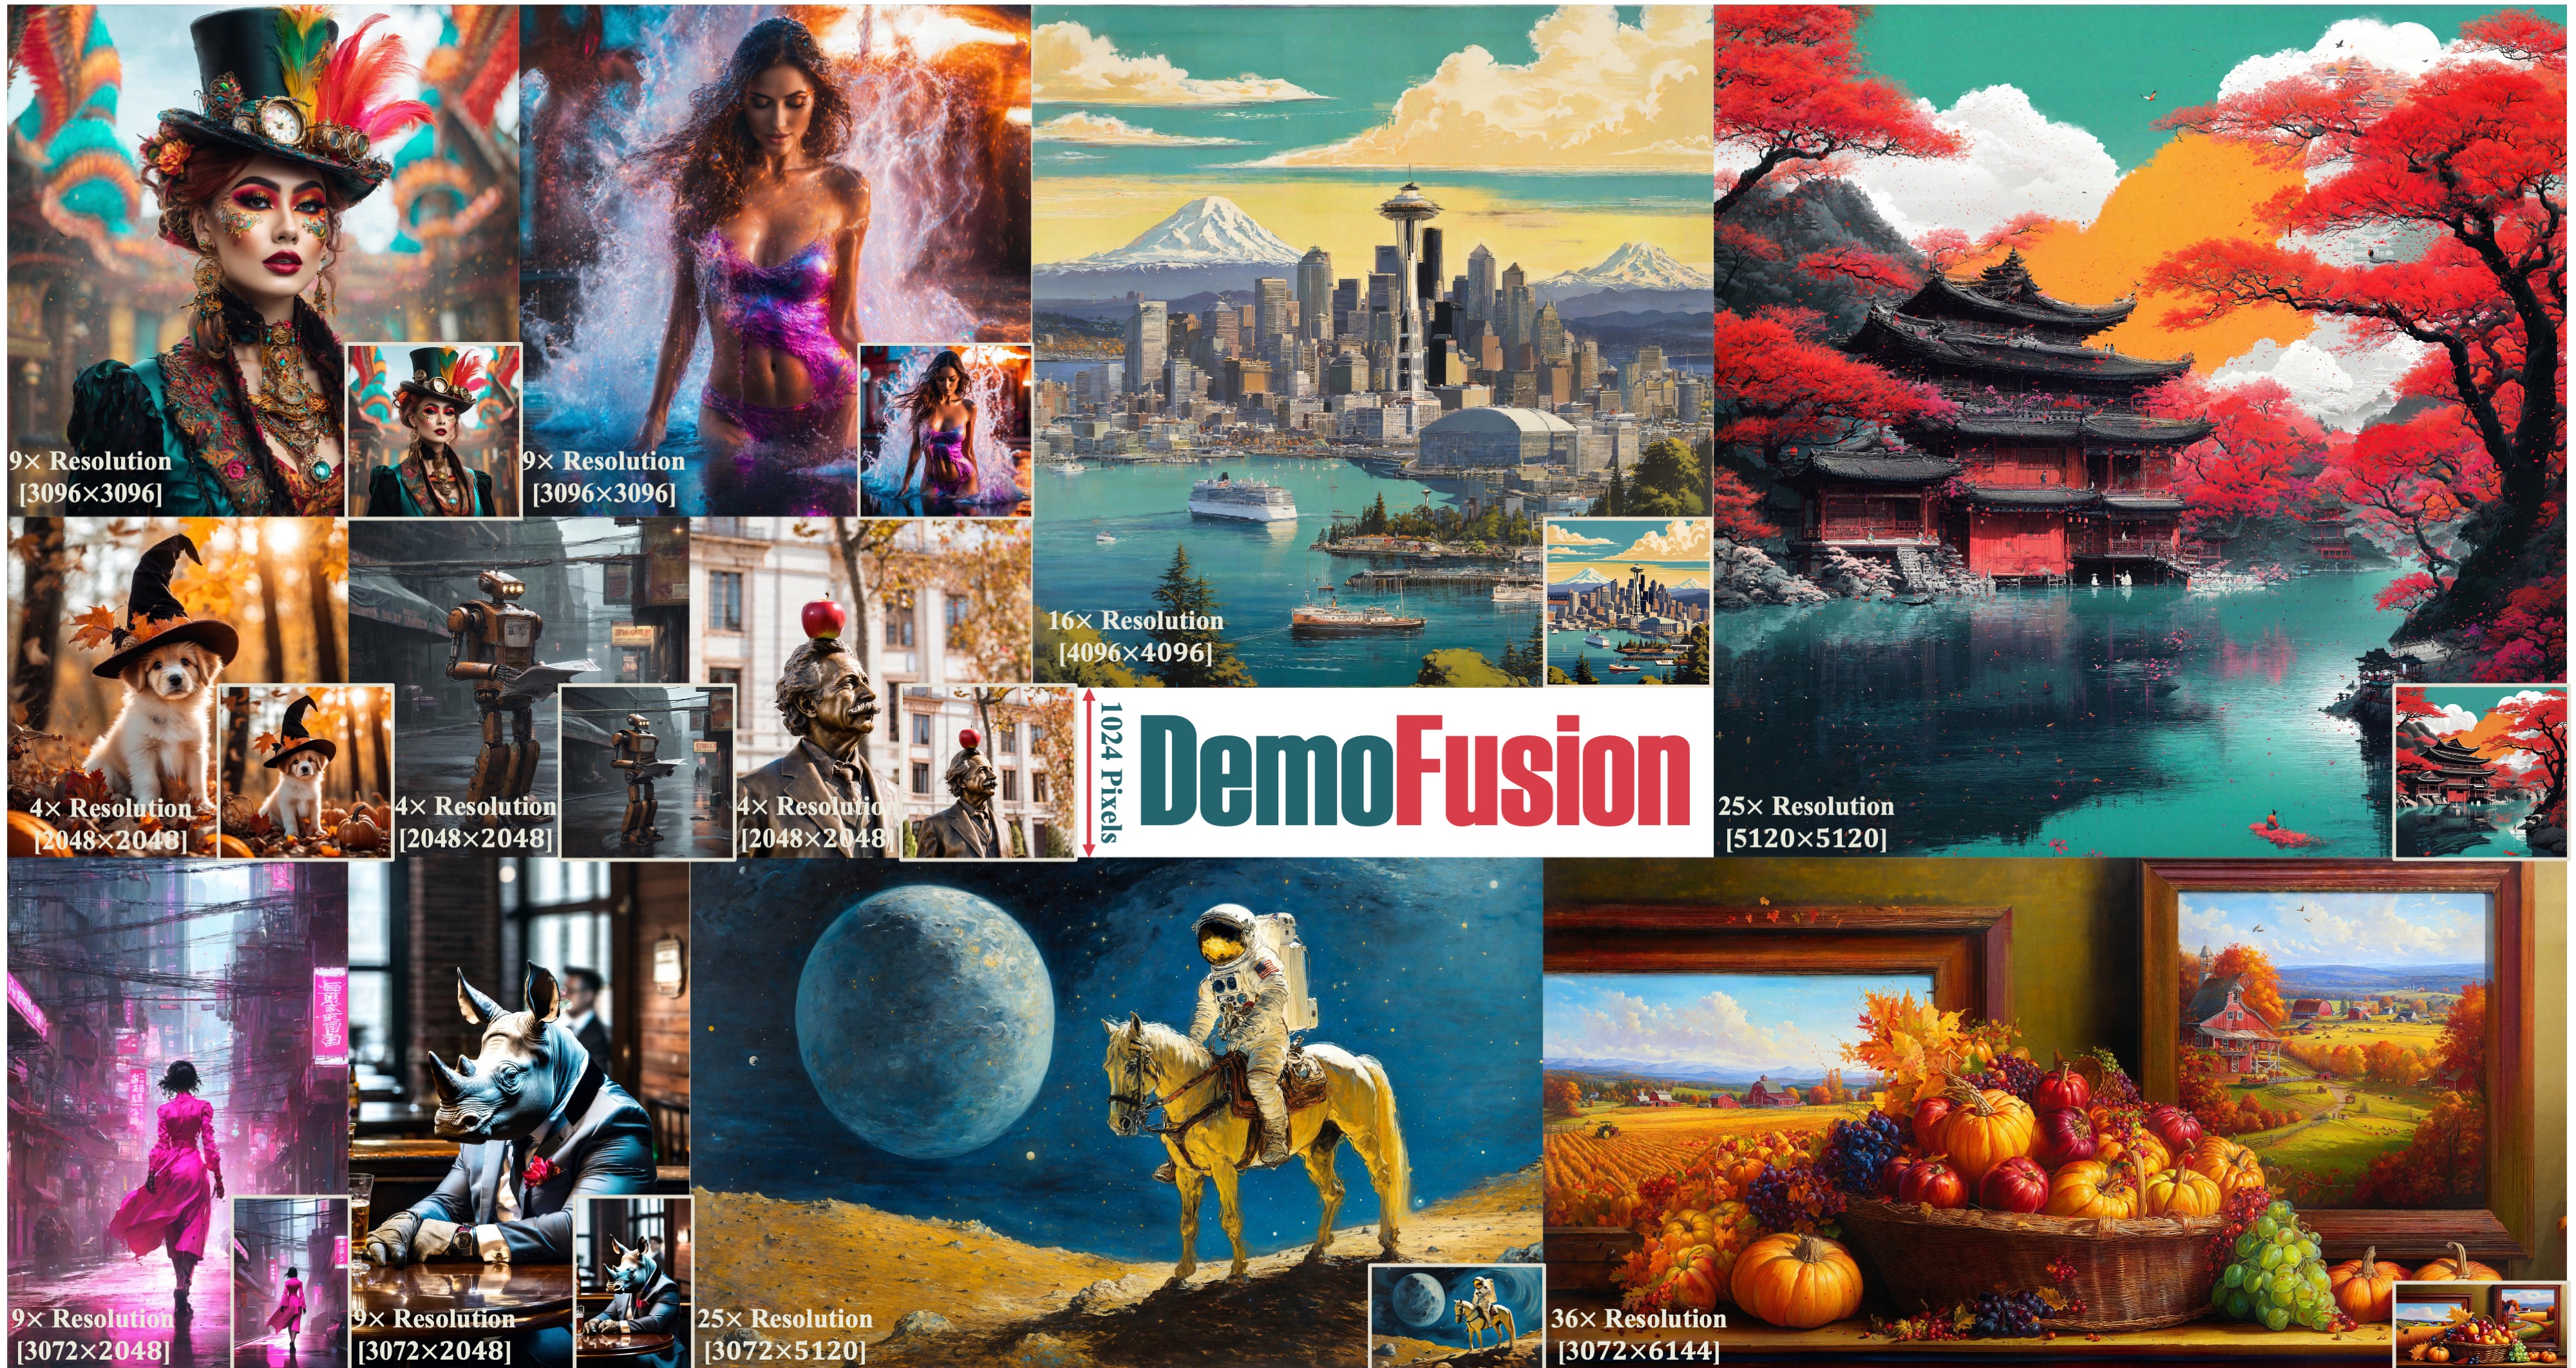 9× Resolution
[3096×3096]
9× Resolution
[3096×3096]
16× Resolution
[4096×4096]
25× Resolution
[5120×5120]
4× Resolution
[2048×2048]
4× Resolution
[2048×2048]
4× Resolution
[2048×2048]
1024 Pixels
DemoFusion
9× Resolution
[3072×2048]
9× Resolution
[3072×2048]
25× Resolution
[3072×5120]
36× Resolution
[3072×6144]